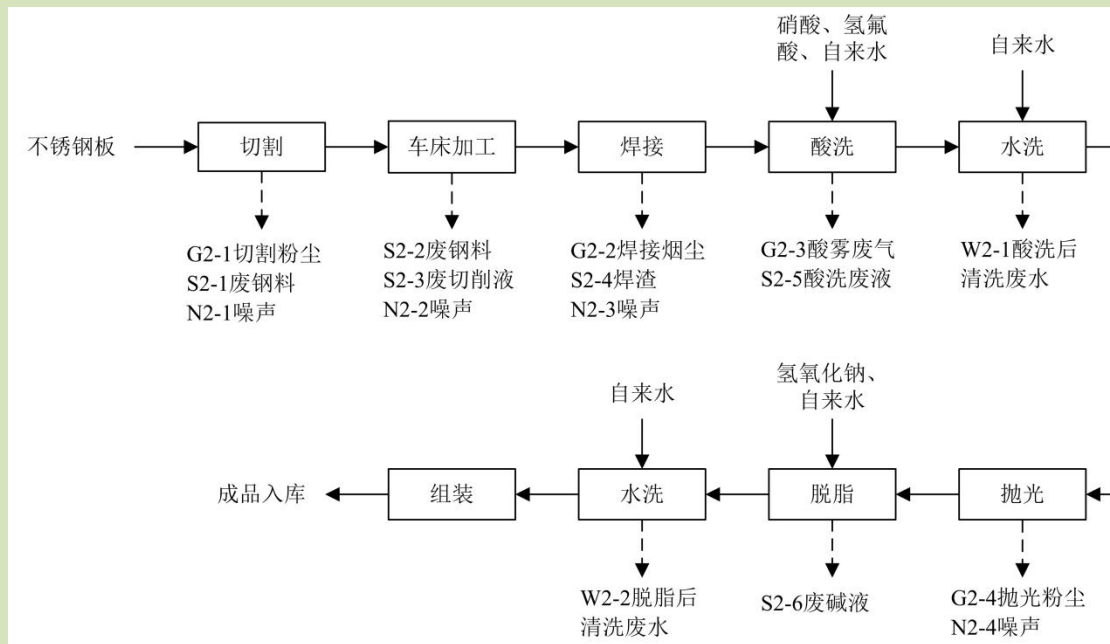 硝酸、氢氟
酸、自来水
自来水
不锈钢板
切割
车床加工
焊接
酸洗
水洗
G2-1切割粉尘
S2-1废钢料
N2-1噪声
S2-2废钢料
S2-3废切削液
N2-2噪声
G2-2焊接烟尘
S2-4焊渣
N2-3噪声
G2-3酸雾废气
S2-5酸洗废液
W2-1酸洗后
清洗废水
自来水
氢氧化钠、
自来水
成品入库
组装
水洗
脱脂
抛光
W2-2脱脂后
清洗废水
S2-6废碱液
G2-4抛光粉尘
N2-4噪声